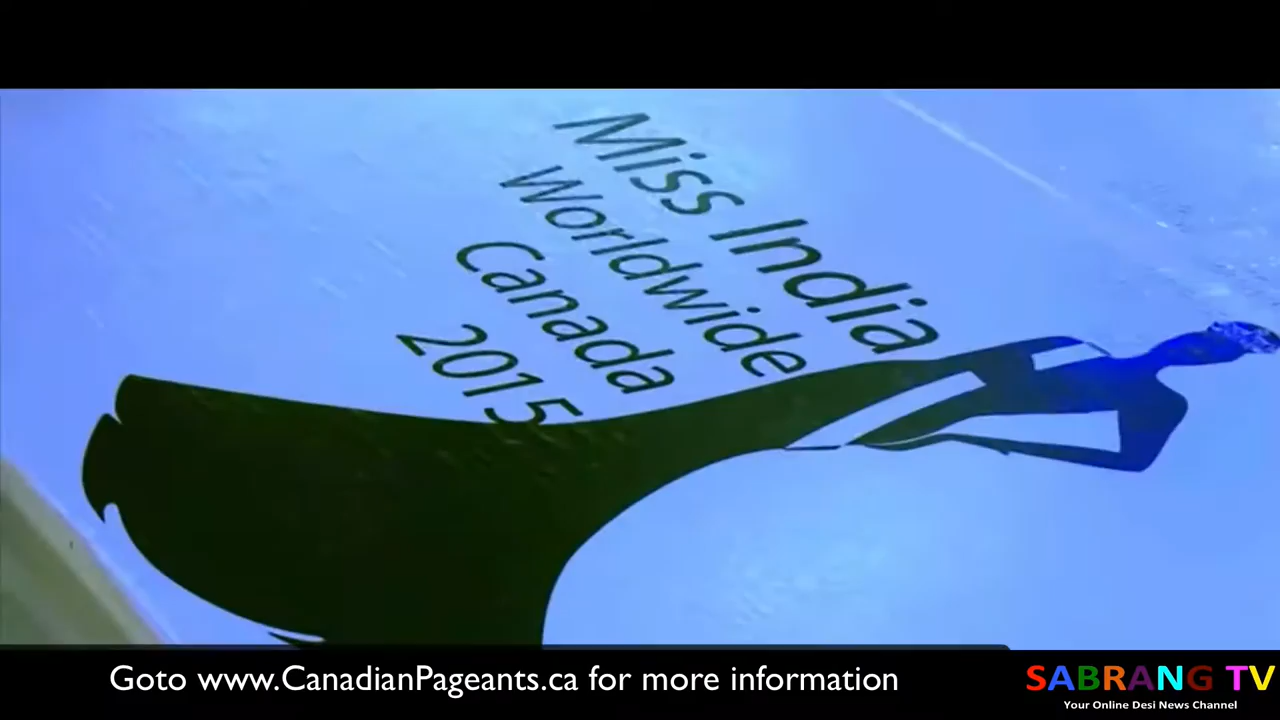 Miss India
Worldwide
Canada
2015
Goto www.CanadianPageants.ca for more information
SABRANG TV
Your Online Desi News Channel